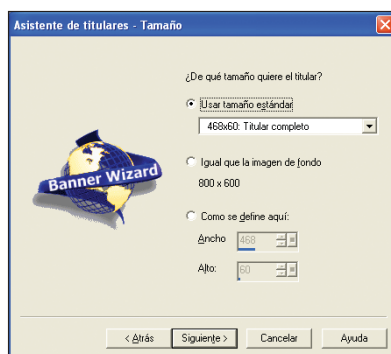 Asistente de titulares - Tamaño
¿De qué tamaño quiere el titular?
Usar tamaño estándar
468x60: Titular completo
Igual que la imagen de fondo
800 x 600
Como se define aquí:
Ancho 468
Alto: 60
Banner Wizard
< Atrás Siguiente > Cancelar Ayuda